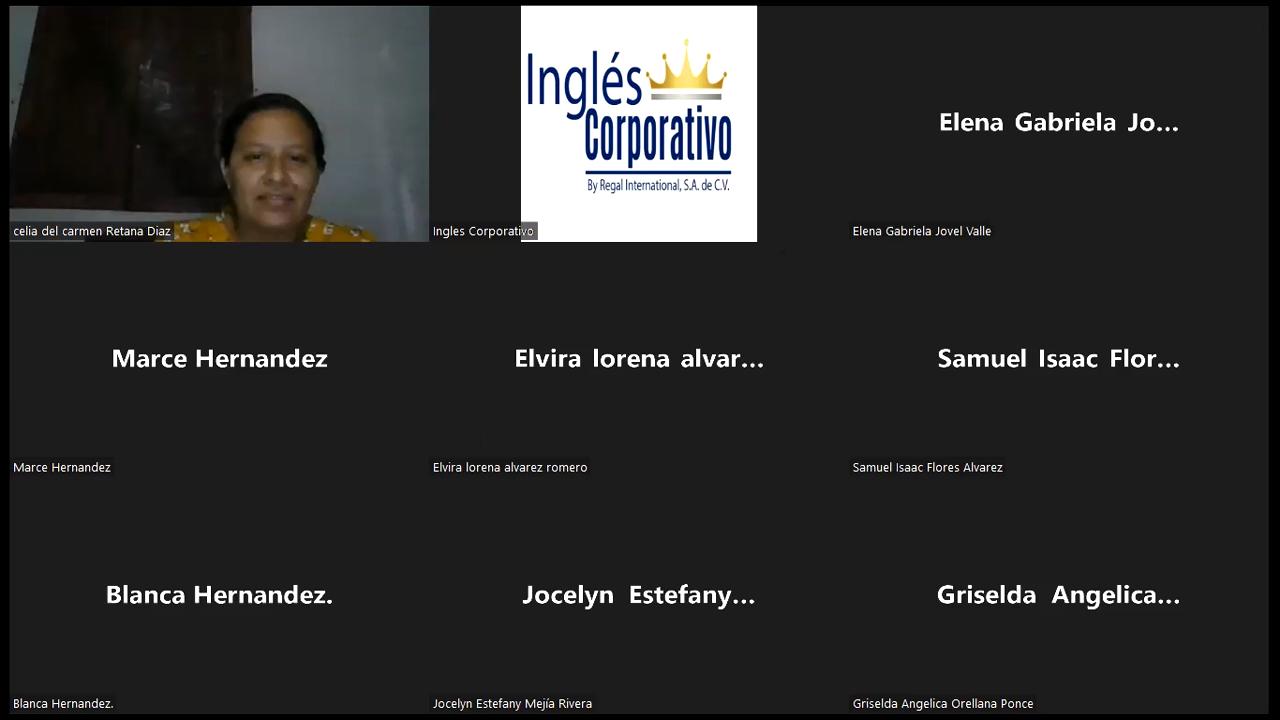 Inglés
Corporativo
By Regal International, S.A. de C.V.
Elena Gabriela Jo...
celia del carmen Retana Diaz
Ingles Corporativo
Elena Gabriela Jovel Valle
Marce Hernandez
Elvira lorena alvar...
Samuel Isaac Flor...
Marce Hernandez
Elvira lorena alvarez romero
Samuel Isaac Flores Alvarez
Blanca Hernandez.
Jocelyn Estefany...
Griselda Angelica...
Blanca Hernandez.
Jocelyn Estefany Mejía Rivera
Griselda Angelica Orellana Ponce